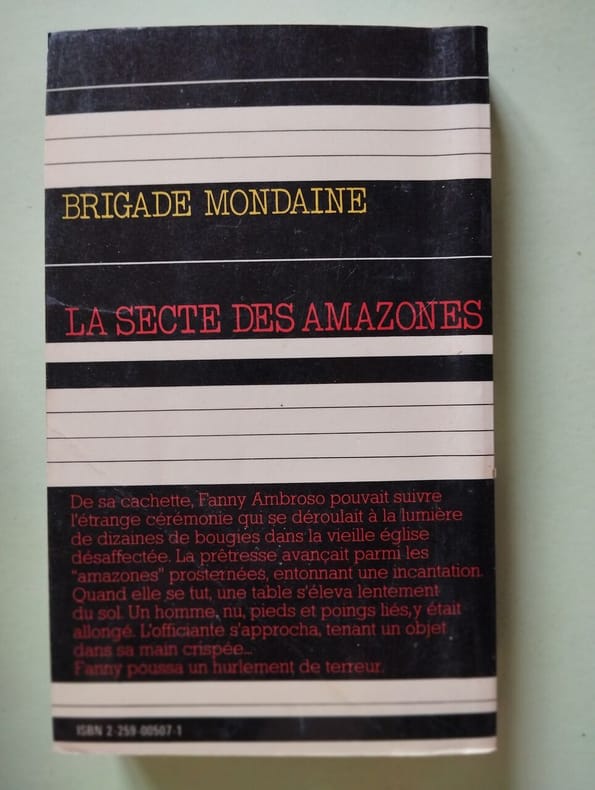 BRIGADE MONDAINE
LA SECTE DES AMAZONES
De sa cachette, Fanny Ambroso pouvait suivre
l'étrange cérémonie qui se déroulait à la lumière
de dizaines de bougies dans la vieille église
désaffectée. La prêtresse avançait parmi les
"amazones" prosternées, entonnant une incantation.
Quand elle se tut, une table s'éleva lentement
du sol. Un homme, nu, pieds et poings liés, y était
allongé. L'officiante s'approcha, tenant un objet
dans sa main crispée...
Fanny poussa un hurlement de terreur.
ISBN 2-259-00507-1